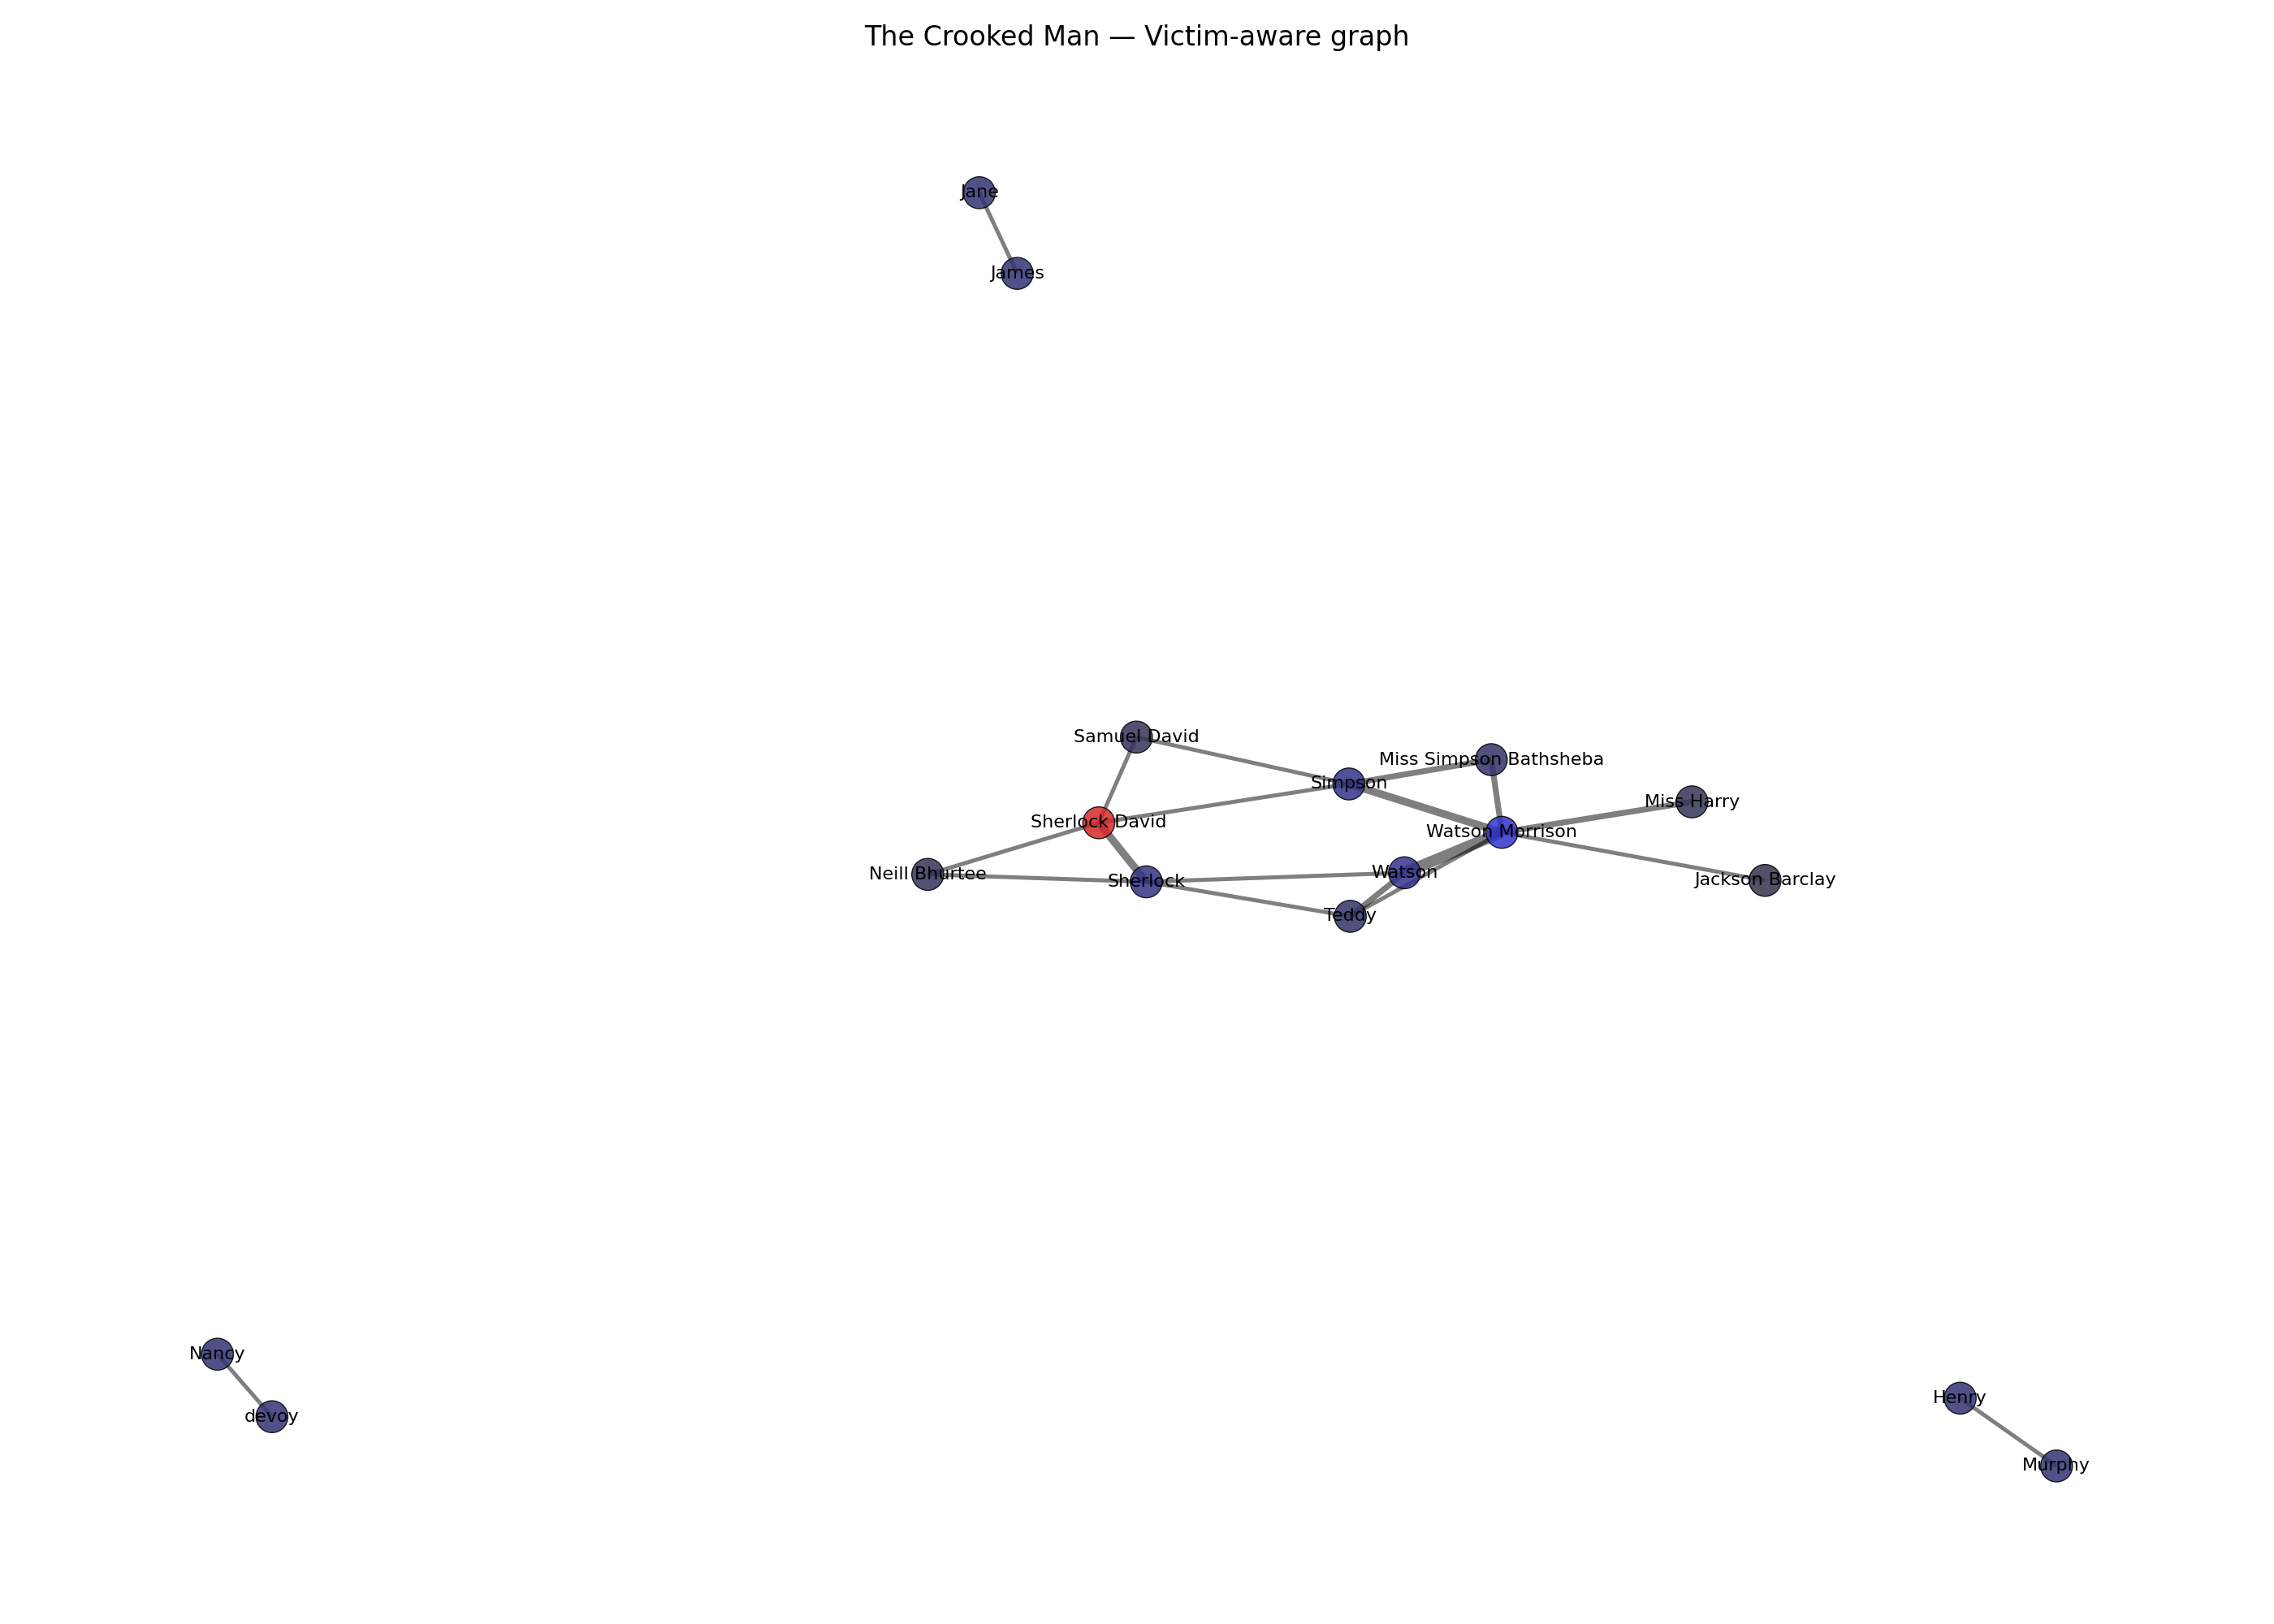 The Crooked Man — Victim-aware graph
Jane
James
Samuel David
Miss Simpson Bathsheba
Simpson
Miss Harry
Sherlock David
Watson Morrison
Neill Bhurtee
Sherlock
Watson
Jackson Barclay
Teddy
Nancy
devoy
Henry
Murphy